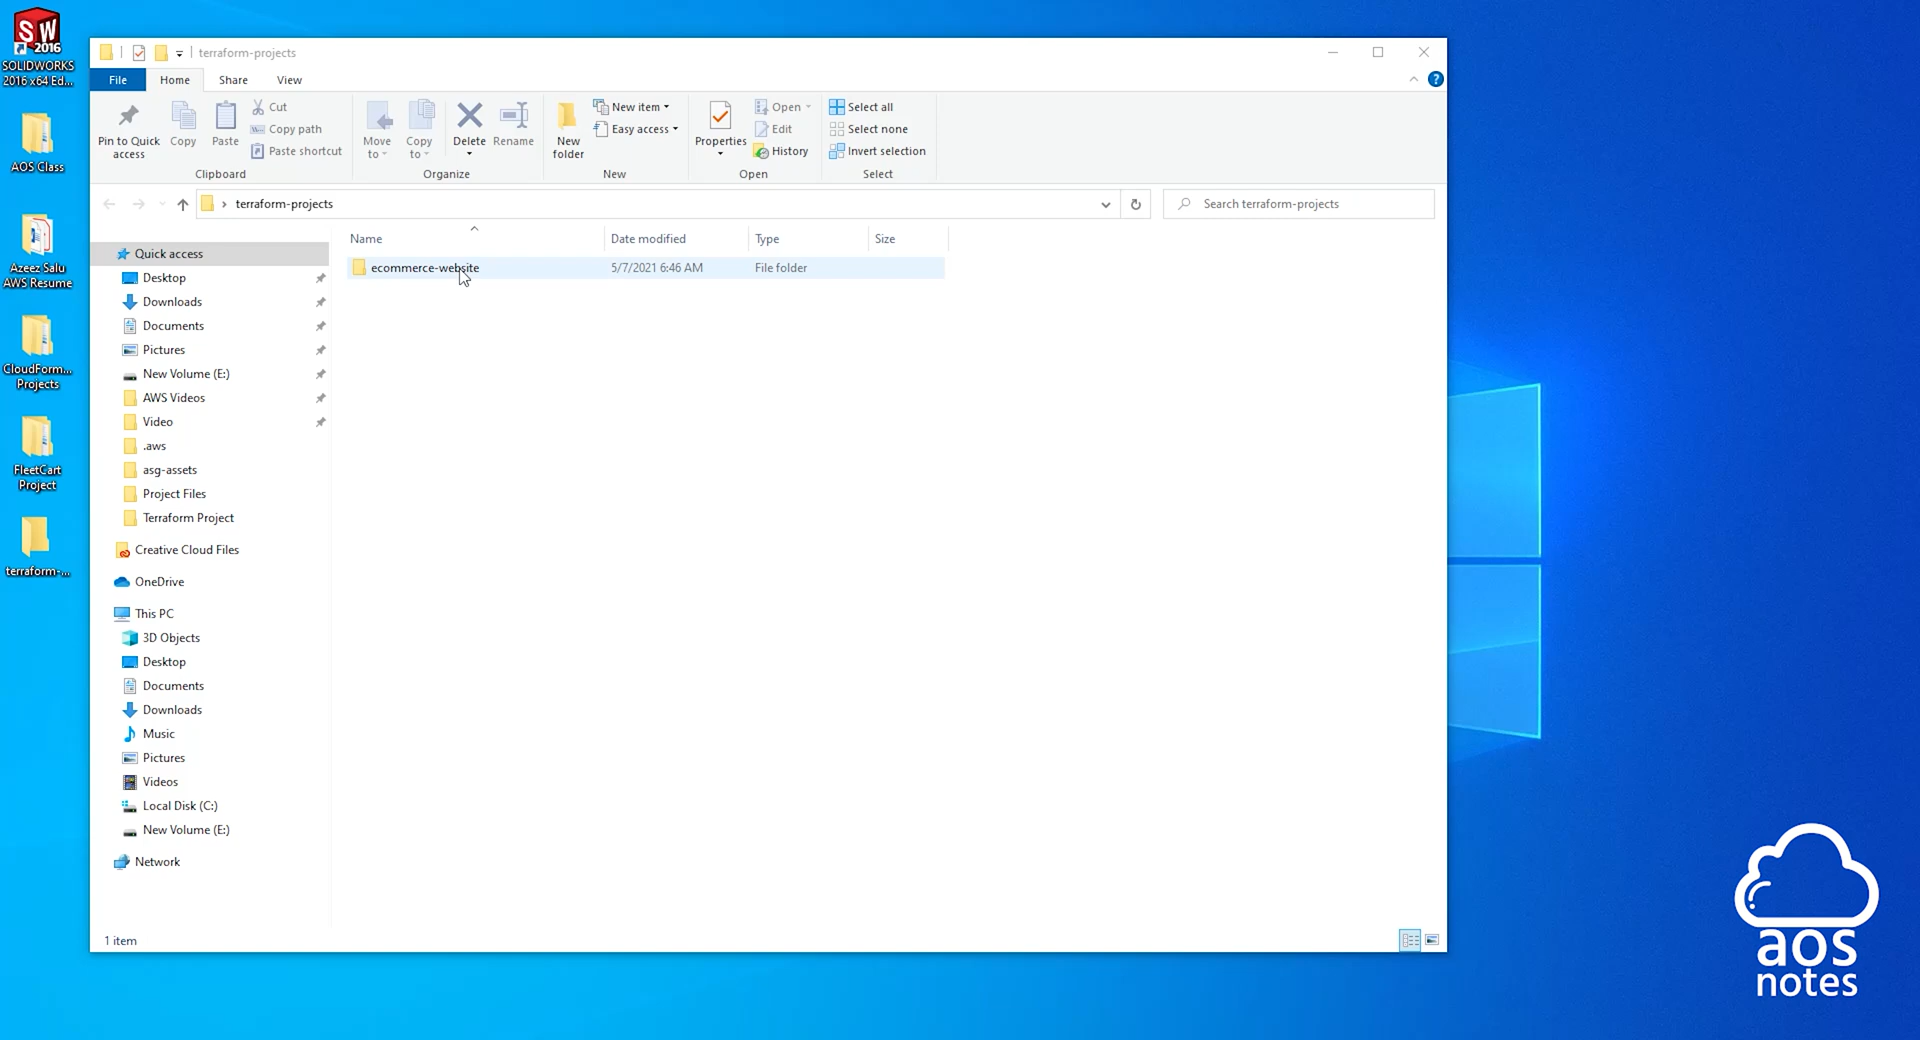 SW
2016
SOLIDWORKS
2016 x64 Ed...
AOS Class
Azeez Salu
AWS Resume
CloudForm...
Projects
FleetCart
Project
terraform-...
terraform-projects
File
Home
Share
View
?
Pin to Quick
access
Copy
Paste
Cut
Copy path
Paste shortcut
Clipboard
Move
to
Copy
to
Delete
Rename
Organize
New
folder
New item
Easy access
New
Properties
Open
Edit
History
Open
Select all
Select none
Invert selection
Select
terraform-projects
Search terraform-projects
Name
Date modified
Type
Size
ecommerce-website
5/7/2021 6:46 AM
File folder
Quick access
Desktop
Downloads
Documents
Pictures
New Volume (E:)
AWS Videos
Video
.aws
asg-assets
Project Files
Terraform Project
Creative Cloud Files
OneDrive
This PC
3D Objects
Desktop
Documents
Downloads
Music
Pictures
Videos
Local Disk (C:)
New Volume (E:)
Network
1 item
aos
notes